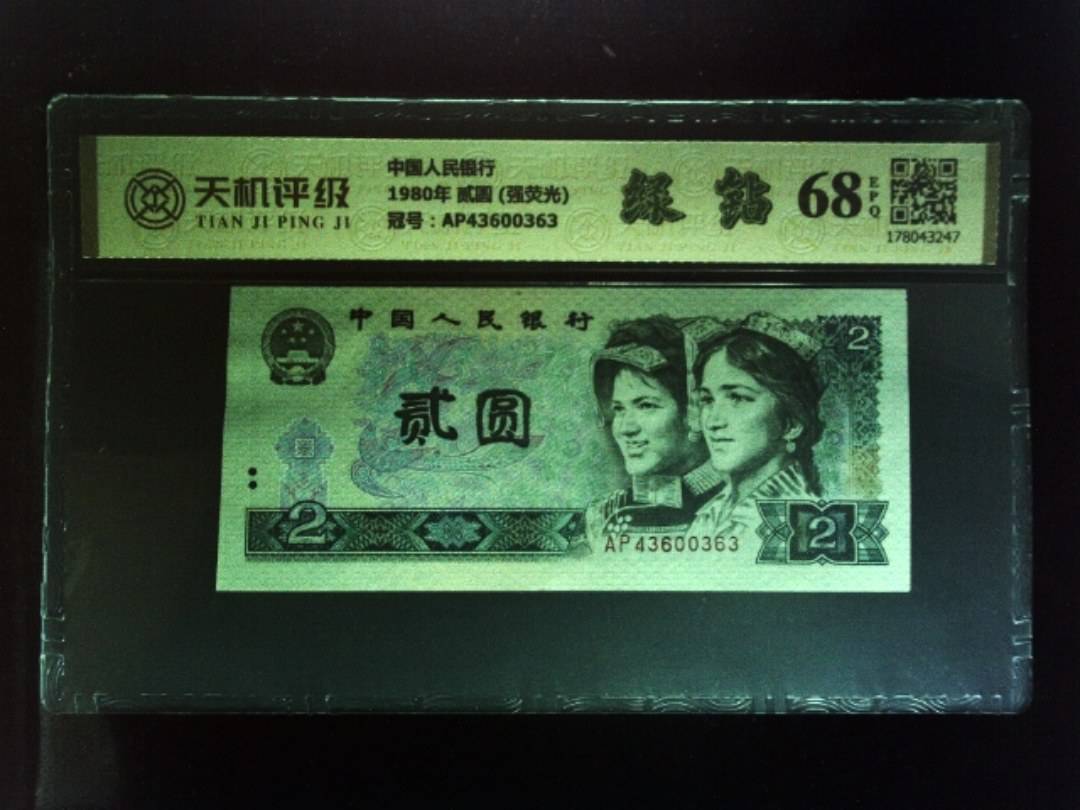 天机评级
TIAN JI PING JI
中国人民银行
1980年 贰圆 (强荧光)
冠号：AP43600363
绿 钻
68
EPQ
178043247
中国人民银行
2
贰圆
2
AP43600363
2